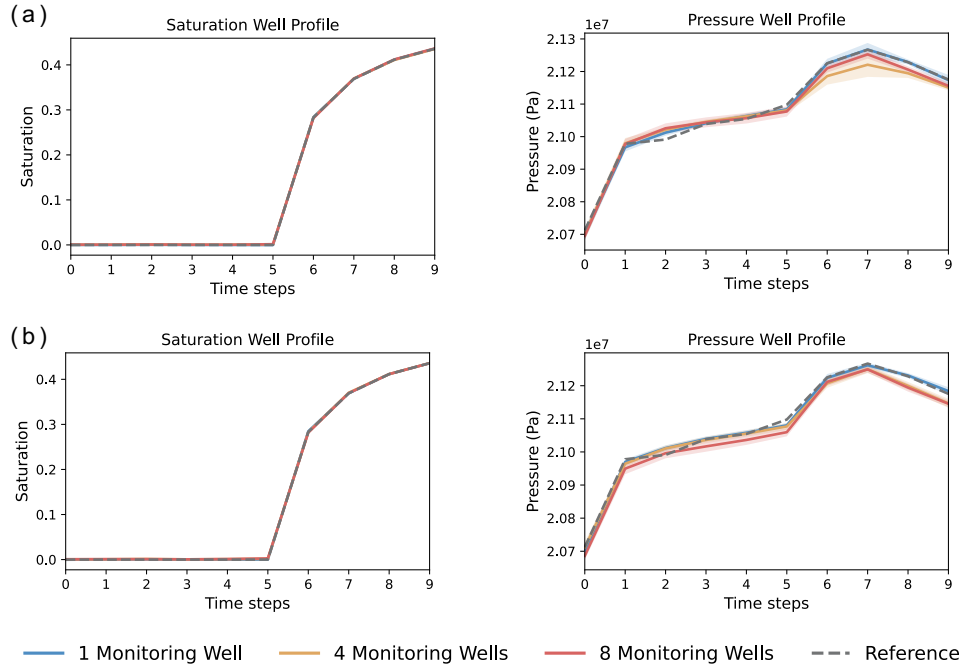 (a)
Saturation Well Profile
0.4
0.3
0.2
0.1
0.0
Saturation
0 1 2 3 4 5 6 7 8 9
Time steps
Pressure Well Profile
1e7
2.13
2.12
2.11
2.10
2.09
2.08
2.07
Pressure (Pa)
0 1 2 3 4 5 6 7 8 9
Time steps
(b)
Saturation Well Profile
0.4
0.3
0.2
0.1
0.0
Saturation
0 1 2 3 4 5 6 7 8 9
Time steps
Pressure Well Profile
1e7
2.12
2.11
2.10
2.09
2.08
2.07
Pressure (Pa)
0 1 2 3 4 5 6 7 8 9
Time steps
1 Monitoring Well 4 Monitoring Wells 8 Monitoring Wells Reference